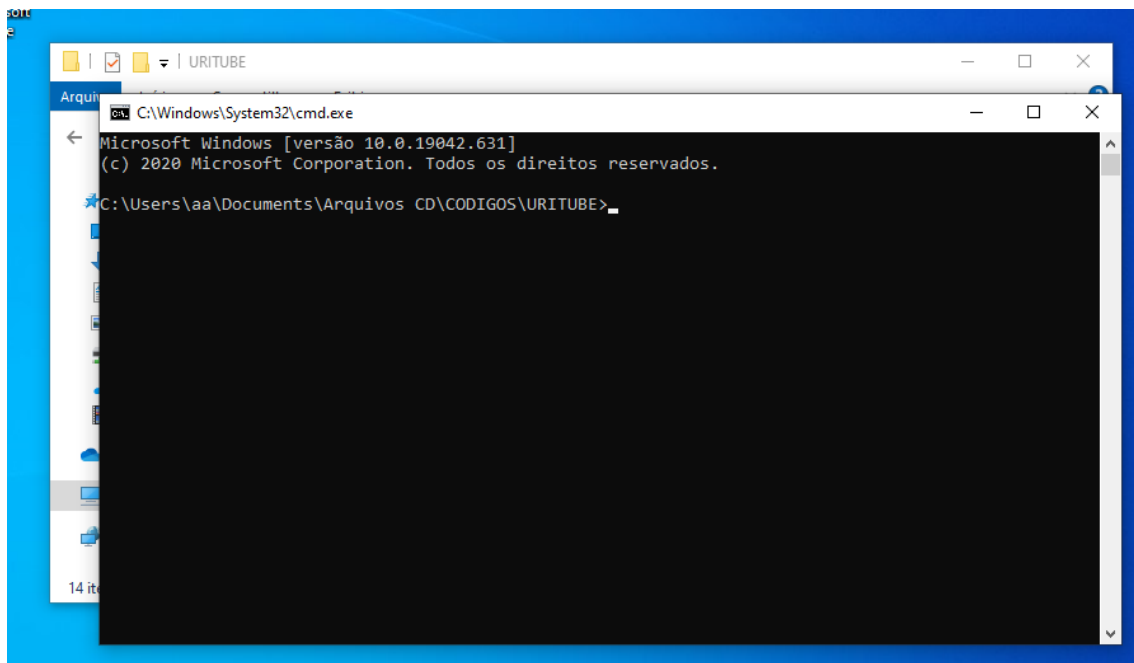 URITUBE
C:\Windows\System32\cmd.exe
Microsoft Windows [versão 10.0.19042.631]
(c) 2020 Microsoft Corporation. Todos os direitos reservados.
C:\Users\aa\Documents\Arquivos CD\CODIGOS\URITUBE>
14